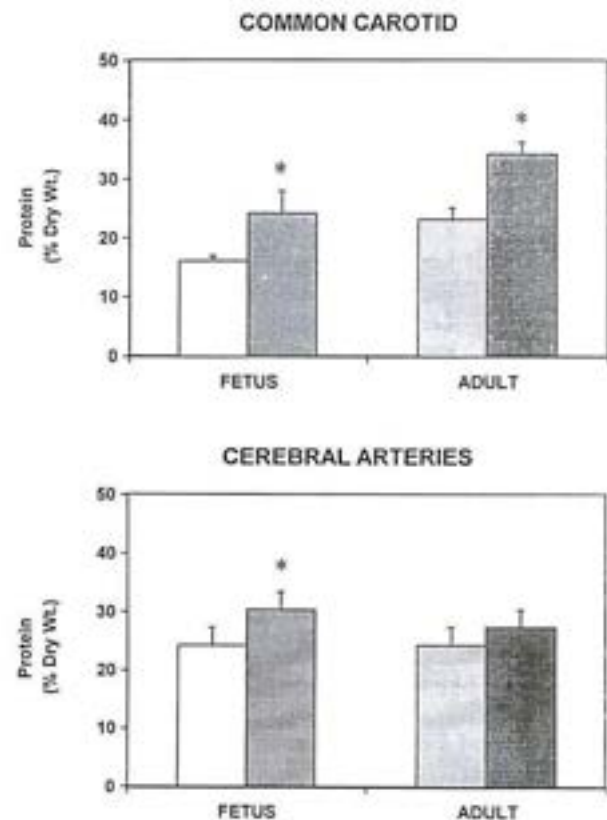 COMMON CAROTID
Protein
(% Dry Wt.)
50
40
30
20
10
0
*
*
FETUS
ADULT
CEREBRAL ARTERIES
Protein
(% Dry Wt.)
50
40
30
20
10
0
*
FETUS
ADULT